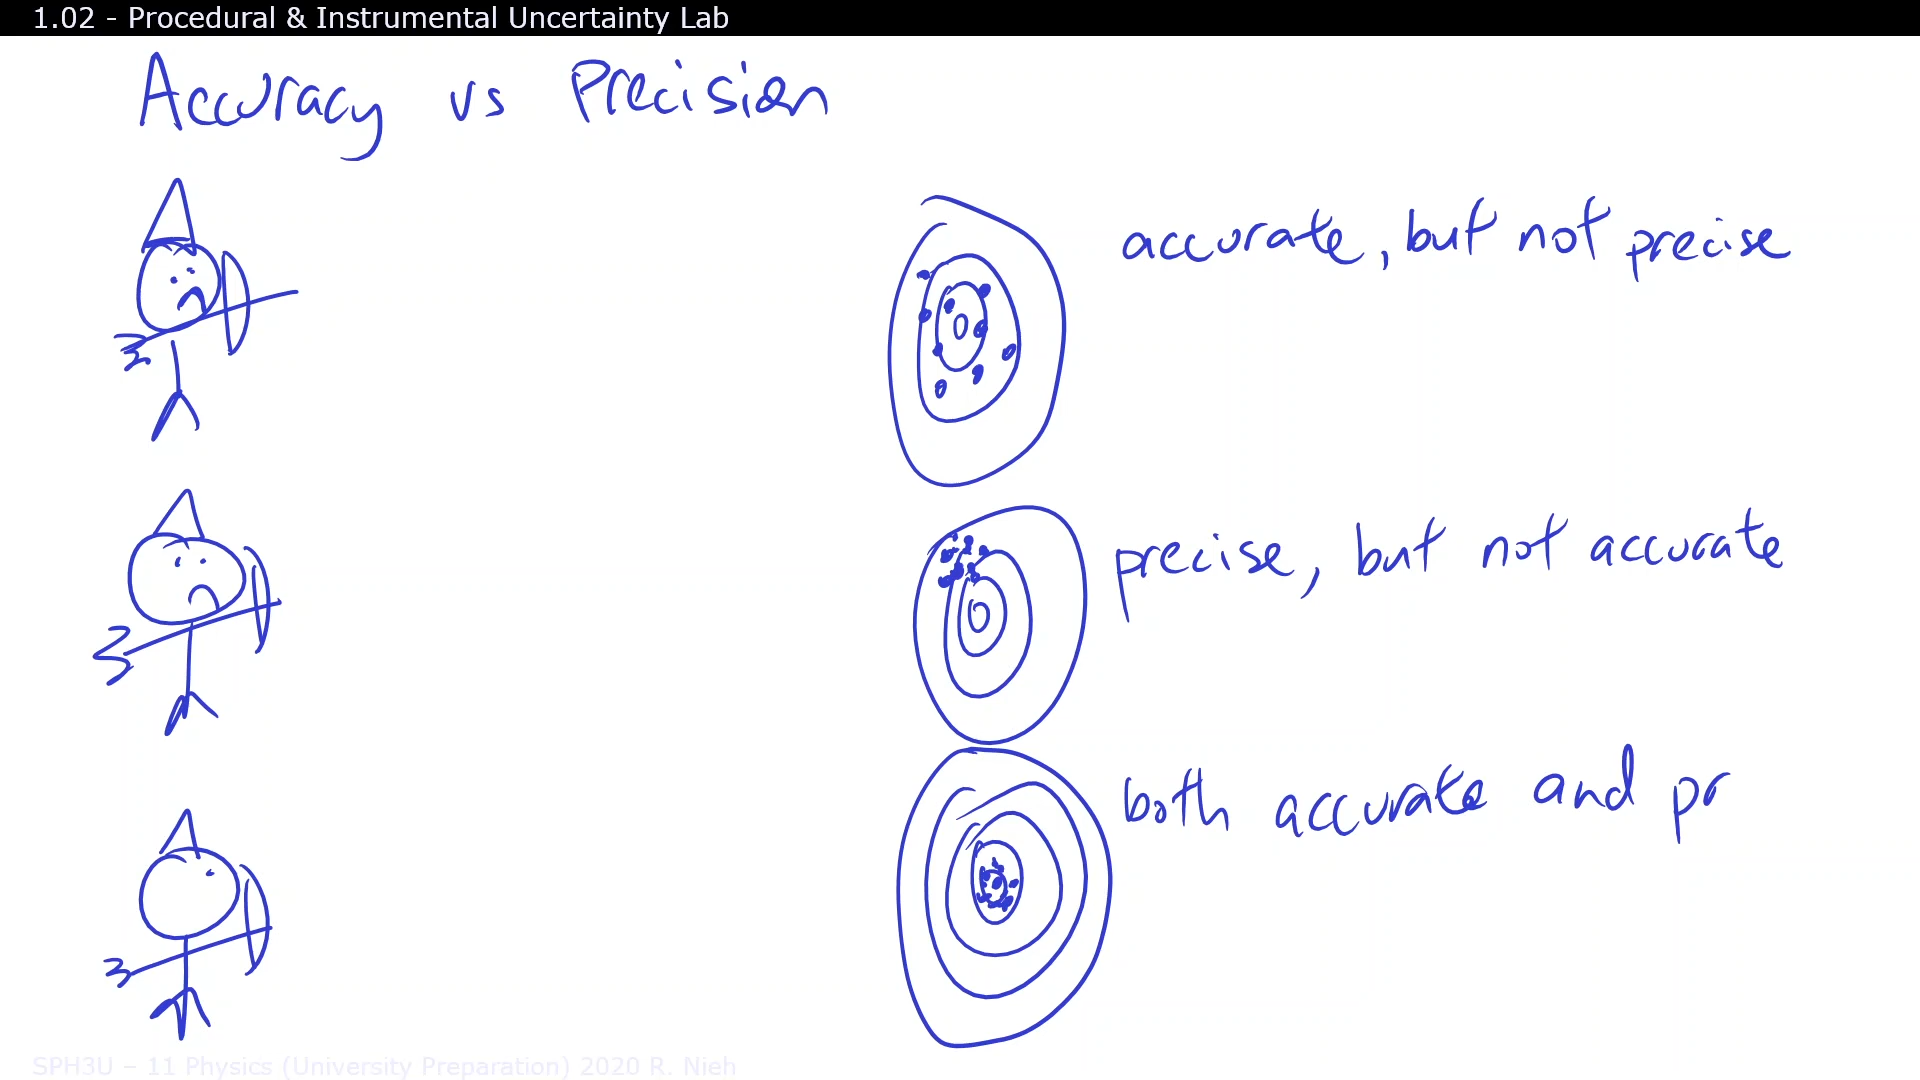 1.02 - Procedural & Instrumental Uncertainty Lab
Accuracy vs Precision
accurate, but not precise
precise, but not accurate
both accurate and pr
SPH3U – 11 Physics (University Preparation) 2020 R. Nieh